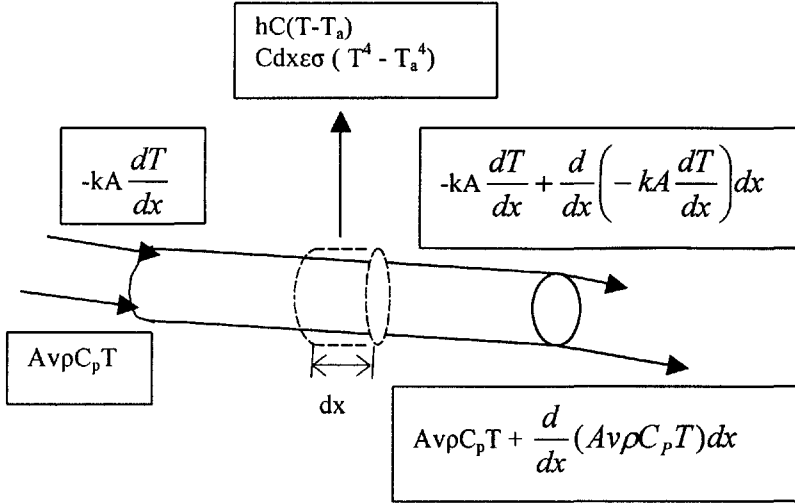 hC(T-Tₐ)
Cdxεσ ( T⁴ - Tₐ⁴)
-kA dT/dx
-kA dT/dx + d/dx(-kA dT/dx)dx
AvρCₚT
dx
AvρCₚT + d/dx(AvρC_PT)dx